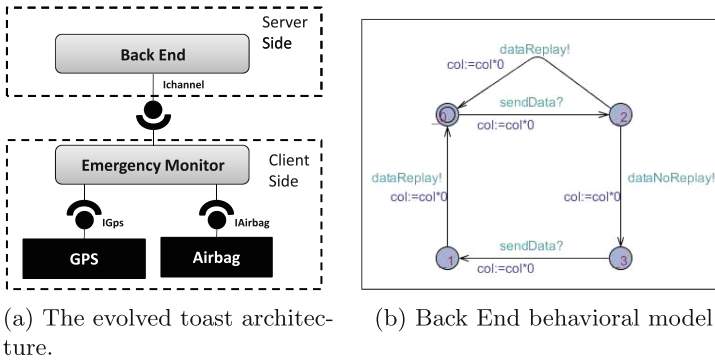 Server
Side
Back End
Ichannel
Emergency Monitor
Client
Side
IGps
IAirbag
GPS
Airbag
(a) The evolved toast architec-
ture.
dataReplay!
col:=col*0
sendData?
col:=col*0
0
2
dataReplay!
col:=col*0
dataNoReplay!
col:=col*0
sendData?
col:=col*0
1
3
(b) Back End behavioral model